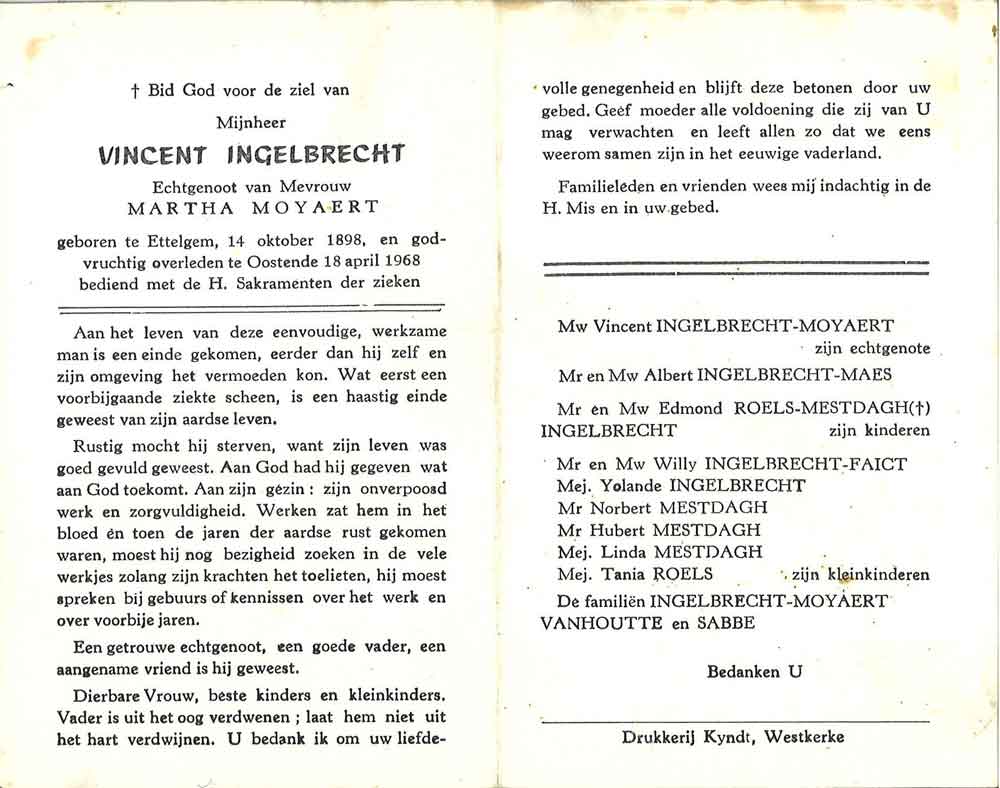 † Bid God voor de ziel van
Mijnheer
VINCENT INGELBRECHT
Echtgenoot van Mevrouw
MARTHA MOYAERT
geboren te Ettelgem, 14 oktober 1898, en god-
vruchtig overleden te Oostende 18 april 1968
bediend met de H. Sakramenten der zieken
Aan het leven van deze eenvoudige, werkzame
man is een einde gekomen, eerder dan hij zelf en
zijn omgeving het vermoeden kon. Wat eerst een
voorbijgaande ziekte scheen, is een haastig einde
geweest van zijn aardse leven.
Rustig mocht hij sterven, want zijn leven was
goed gevuld geweest. Aan God had hij gegeven wat
aan God toekomt. Aan zijn gezin : zijn onverpoosd
werk en zorgvuldigheid. Werken zat hem in het
bloed én toen de jaren der aardse rust gekomen
waren, moest hij nog bezigheid zoeken in de vele
werkjes zolang zijn krachten het toelieten, hij moest
spreken bij gebuurs of kennissen over het werk en
over voorbije jaren.
Een getrouwe echtgenoot, een goede vader, een
aangename vriend is hij geweest.
Dierbare Vrouw, beste kinders en kleinkinders.
Vader is uit het oog verdwenen ; laat hem niet uit
het hart verdwijnen. U bedank ik om uw liefde-
volle genegenheid en blijft deze betonen door uw
gebed. Geef moeder alle voldoening die zij van U
mag verwachten en leeft allen zo dat we eens
weerom samen zijn in het eeuwige vaderland.
Familieleden en vrienden wees mij indachtig in de
H. Mis en in uw gebed.
Mw Vincent INGELBRECHT-MOYAERT
zijn echtgenote
Mr en Mw Albert INGELBRECHT-MAES
Mr en Mw Edmond ROELS-MESTDAGH(†)
INGELBRECHT zijn kinderen
Mr en Mw Willy INGELBRECHT-FAICT
Mej. Yolande INGELBRECHT
Mr Norbert MESTDAGH
Mr Hubert MESTDAGH
Mej. Linda MESTDAGH
Mej. Tania ROELS zijn kleinkinderen
De familiën INGELBRECHT-MOYAERT
VANHOUTTE en SABBE
Bedanken U
Drukkerij Kyndt, Westkerke